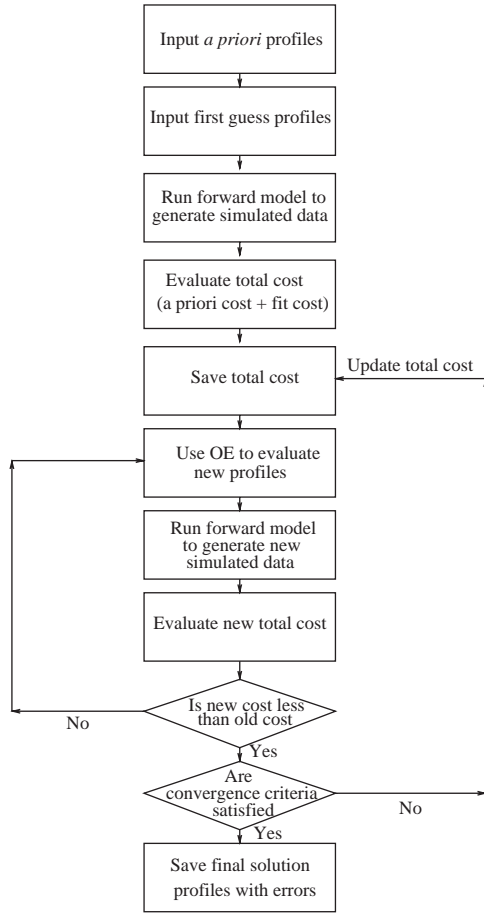 Input a priori profiles
Input first guess profiles
Run forward model to
generate simulated data
Evaluate total cost
(a priori cost + fit cost)
Update total cost
Save total cost
Use OE to evaluate
new profiles
Run forward model
to generate new
simulated data
Evaluate new total cost
Is new cost less
than old cost
No
Yes
Are
convergence criteria
satisfied
No
Yes
Save final solution
profiles with errors